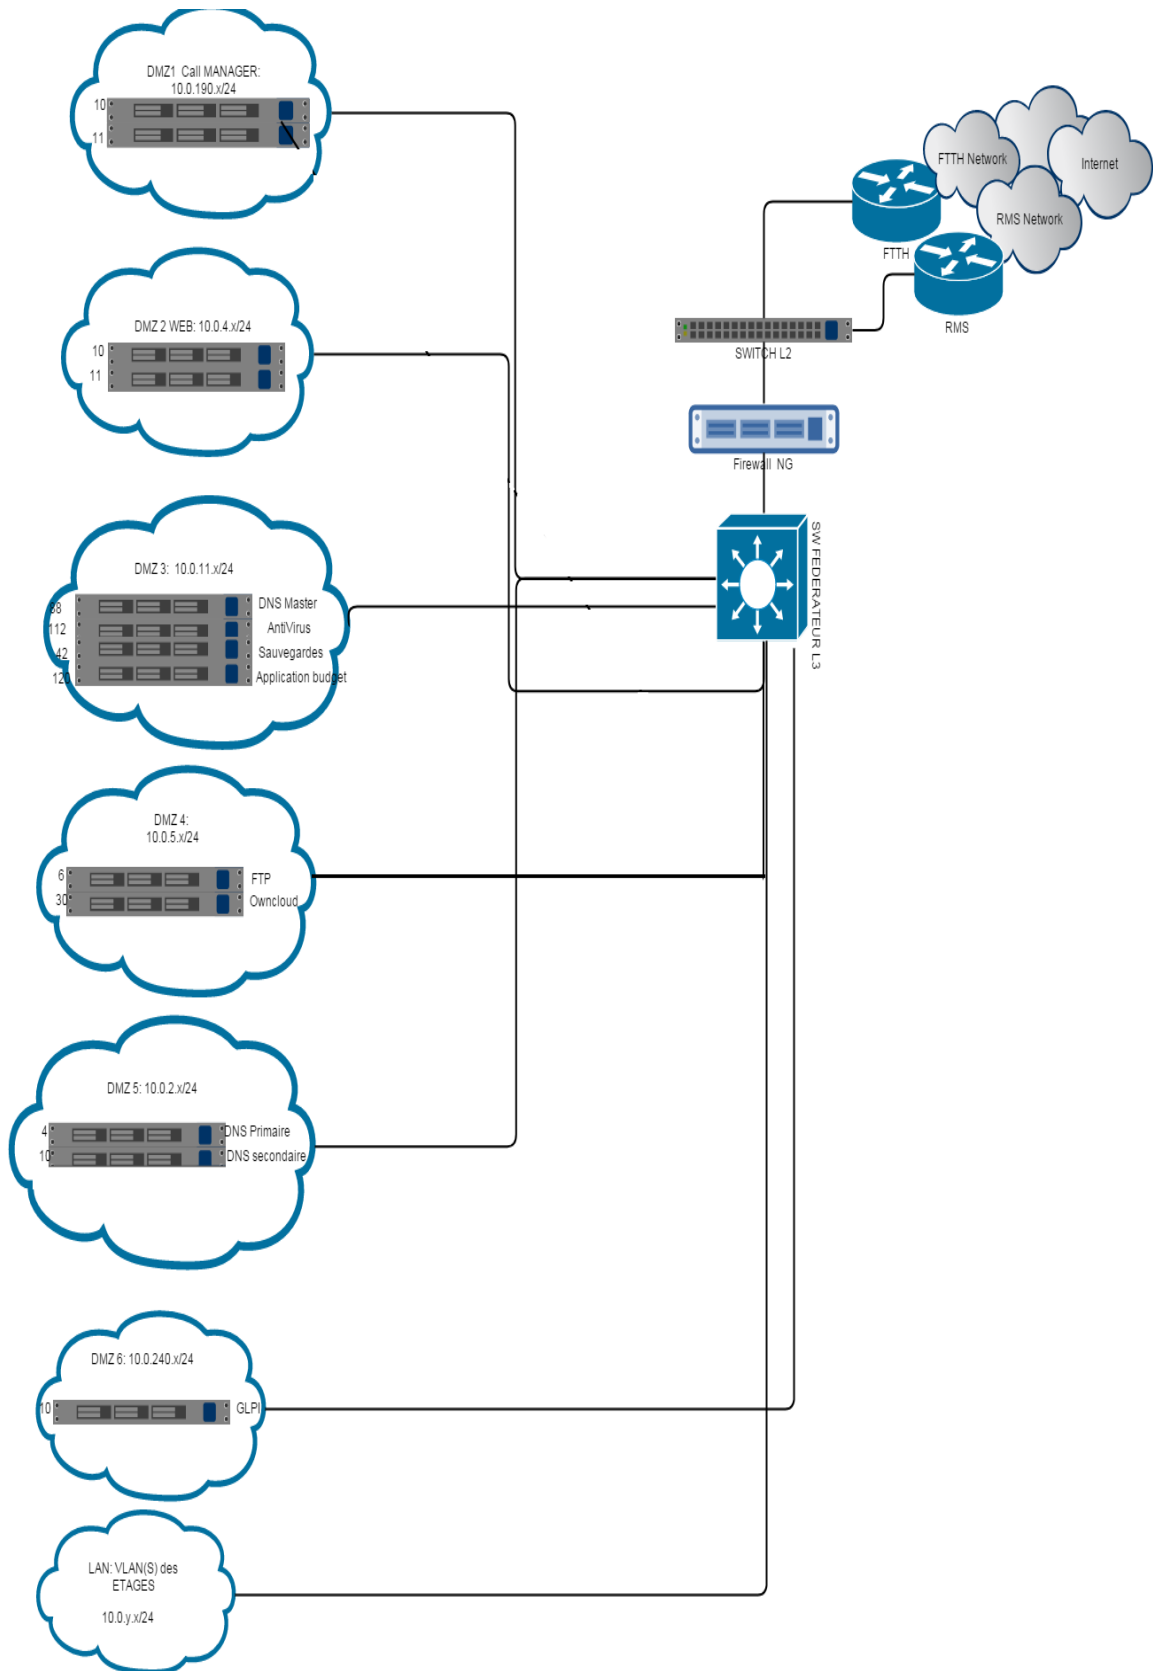 DMZ1 Call MANAGER:
10.0.190.x/24
10
11
FTTH Network
Internet
RMS Network
FTTH
RMS
SWITCH L2
Firewall NG
SW FEDERATEUR L3
DMZ 2 WEB: 10.0.4.x/24
10
11
DMZ 3: 10.0.11.x/24
DNS Master
112 AntiVirus
42 Sauvegardes
120 Application budget
DMZ 4:
10.0.5.x/24
6 FTP
30 Owncloud
DMZ 5: 10.0.2.x/24
4 DNS Primaire
10 DNS secondaire
DMZ 6: 10.0.240.x/24
10 GLPI
LAN: VLAN(S) des
ETAGES
10.0.y.x/24